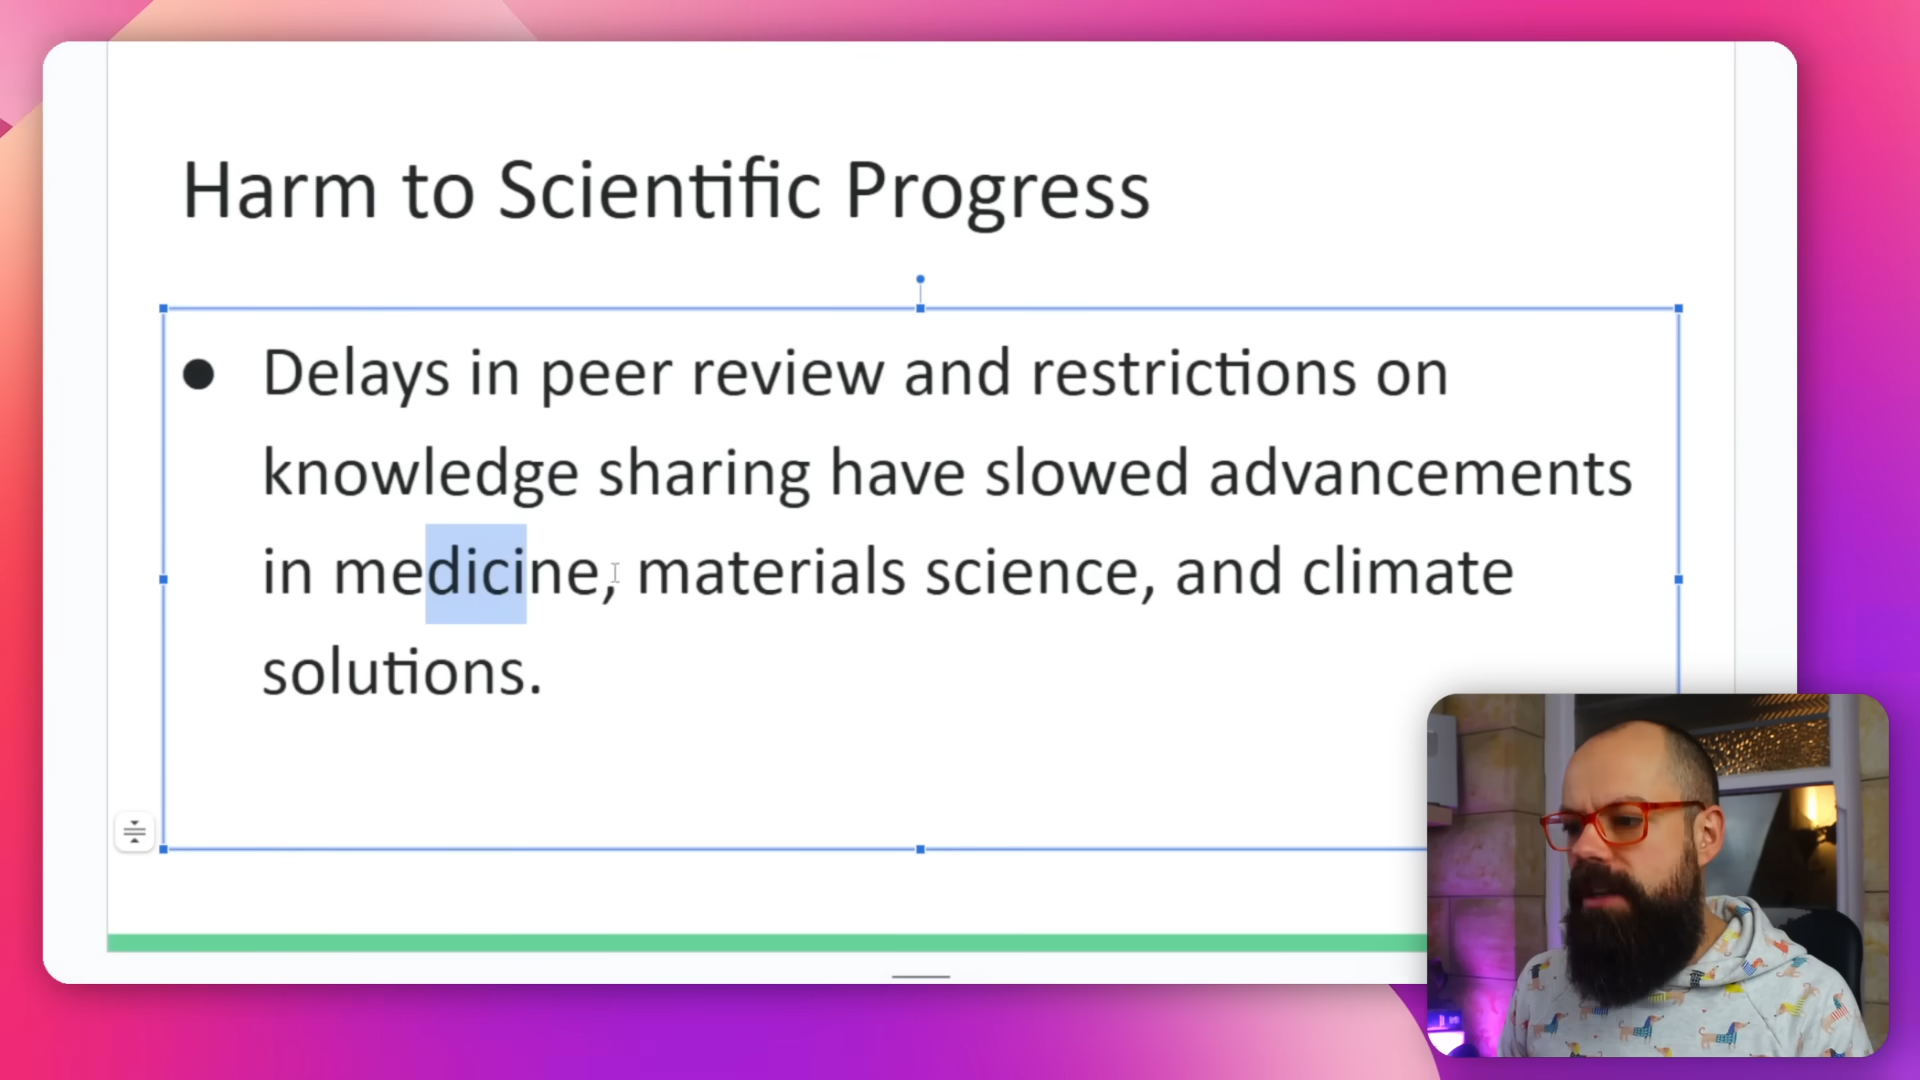 Harm to Scientific Progress
● Delays in peer review and restrictions on
knowledge sharing have slowed advancements
in medicine, materials science, and climate
solutions.